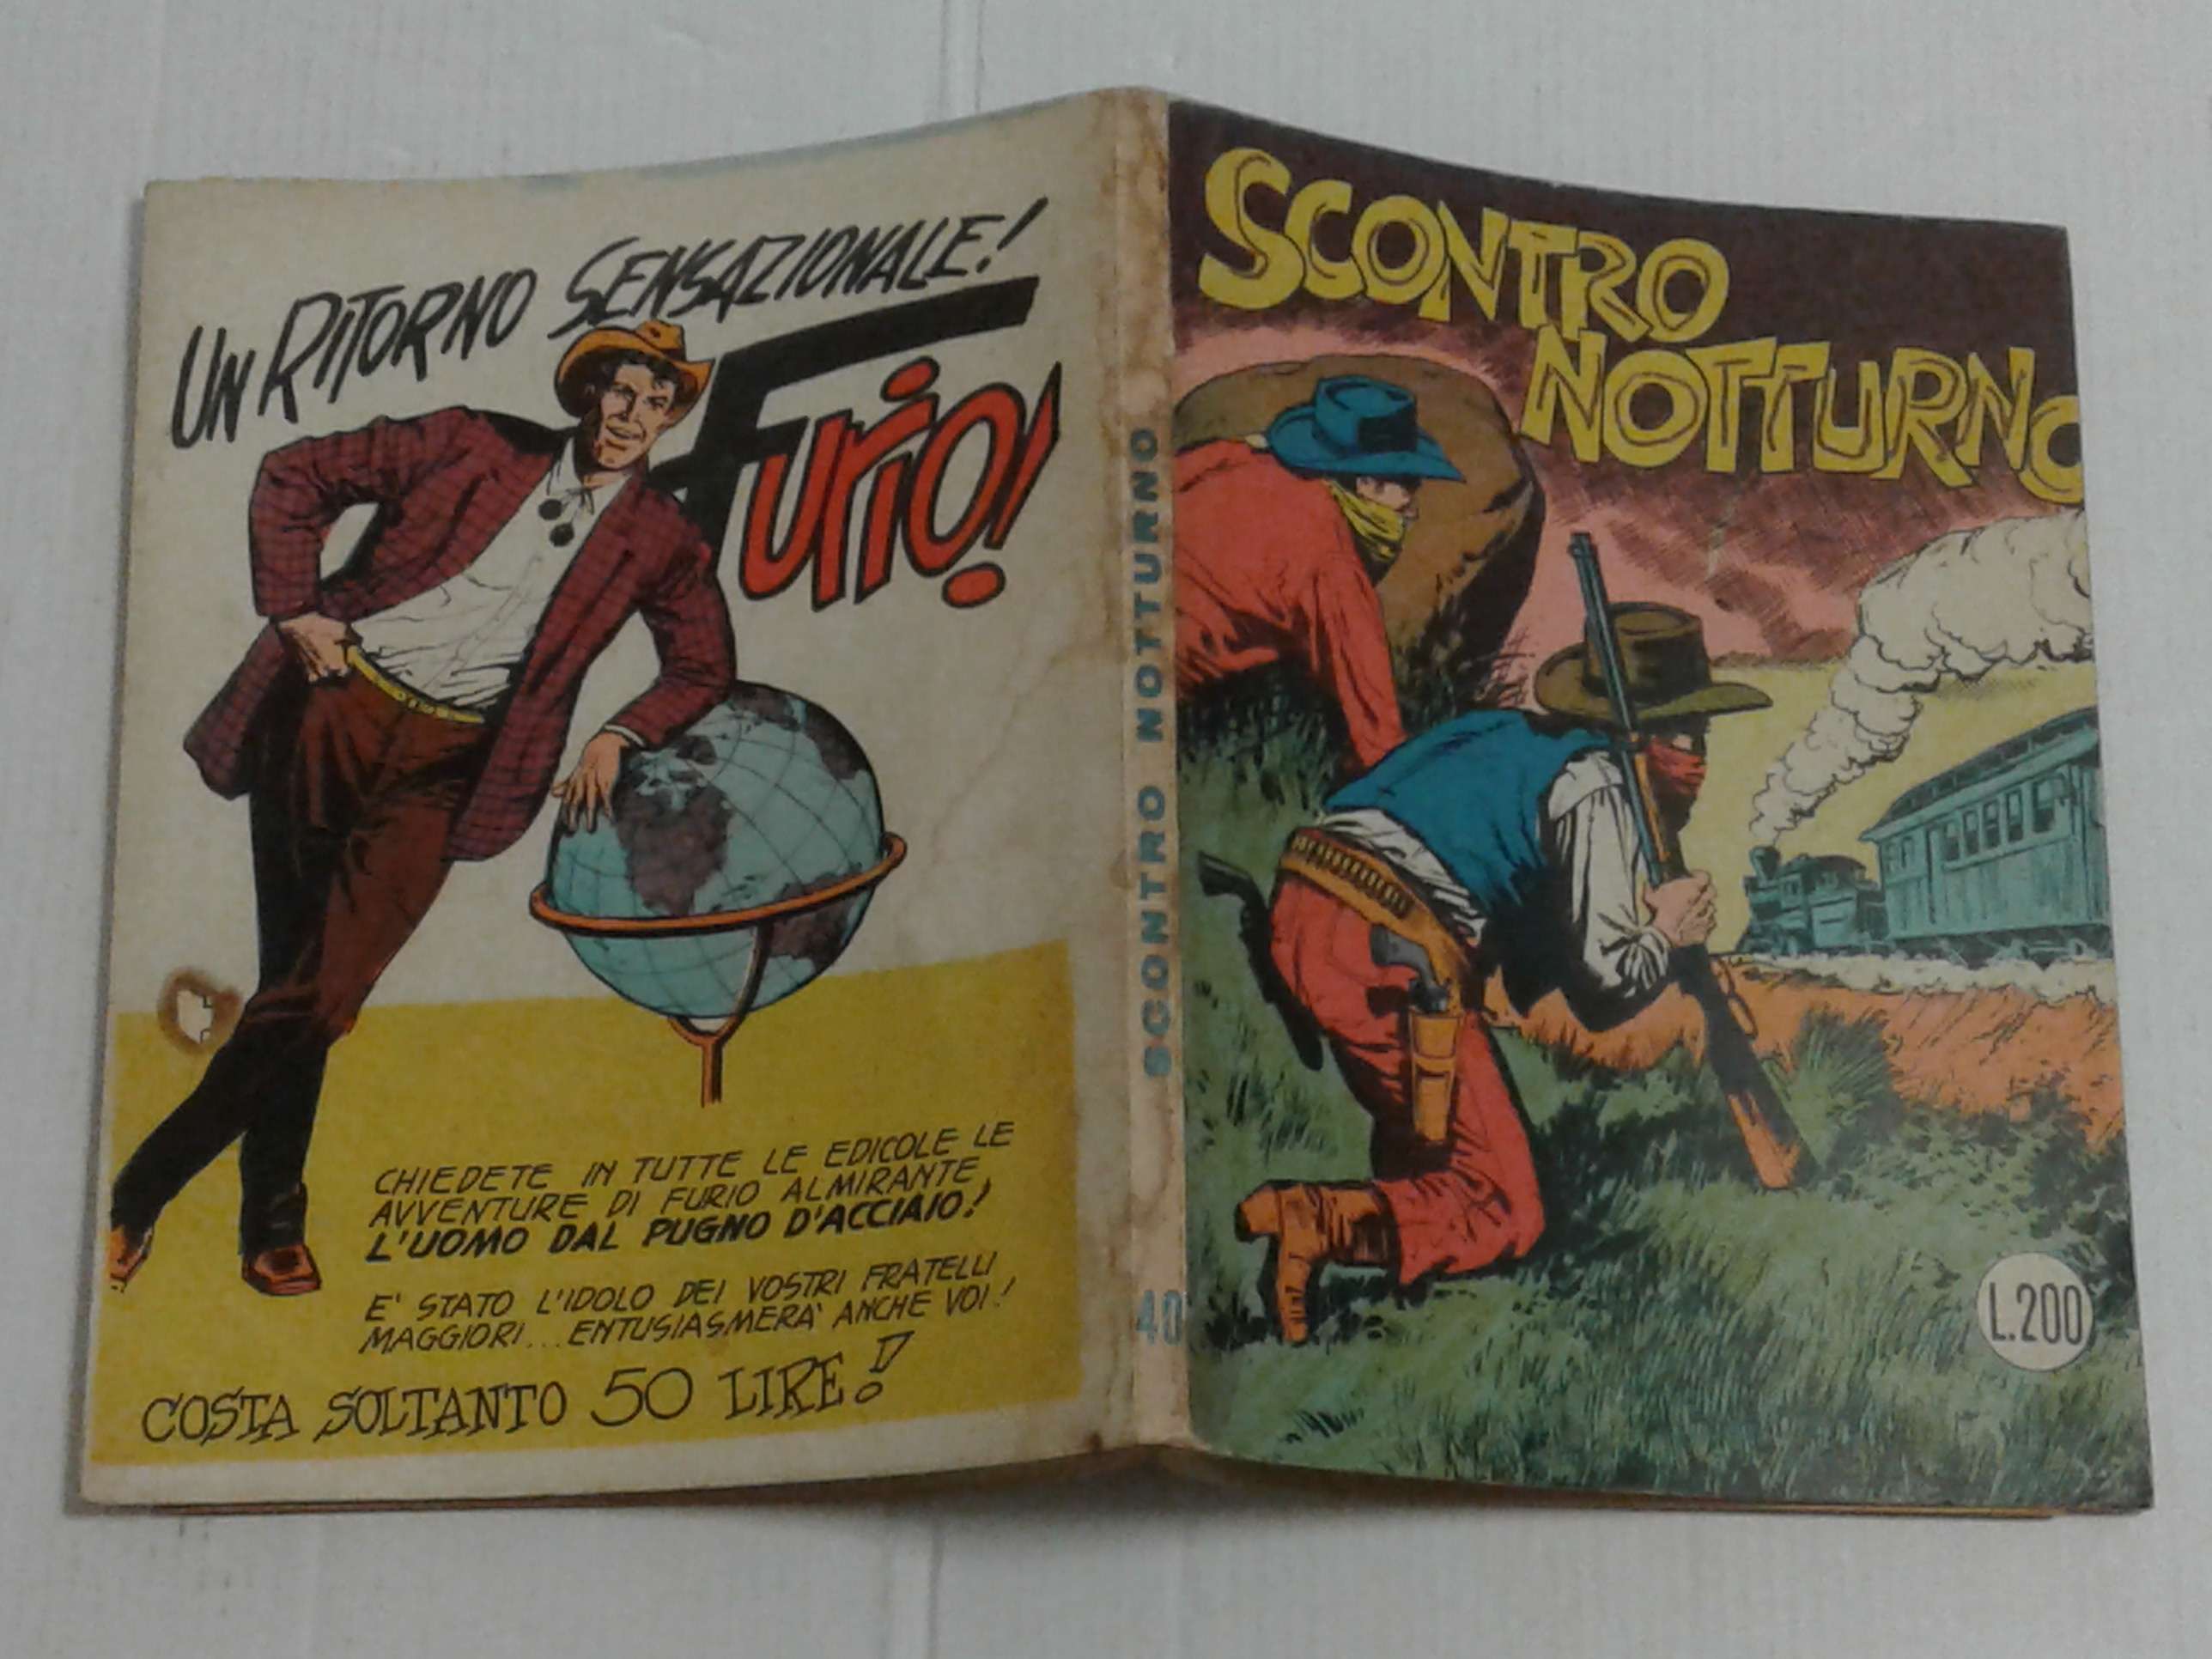 UN RITORNO SENSAZIONALE!
FURIO!
CHIEDETE IN TUTTE LE EDICOLE LE
AVVENTURE DI FURIO ALMIRANTE
L'UOMO DAL PUGNO D'ACCIAIO!
E' STATO L'IDOLO DEI VOSTRI FRATELLI
MAGGIORI...ENTUSIASMERA' ANCHE VOI!
COSTA SOLTANTO 50 LIRE!
SCONTRO NOTTURNO
40
SCONTRO
NOTTURNO
L.200